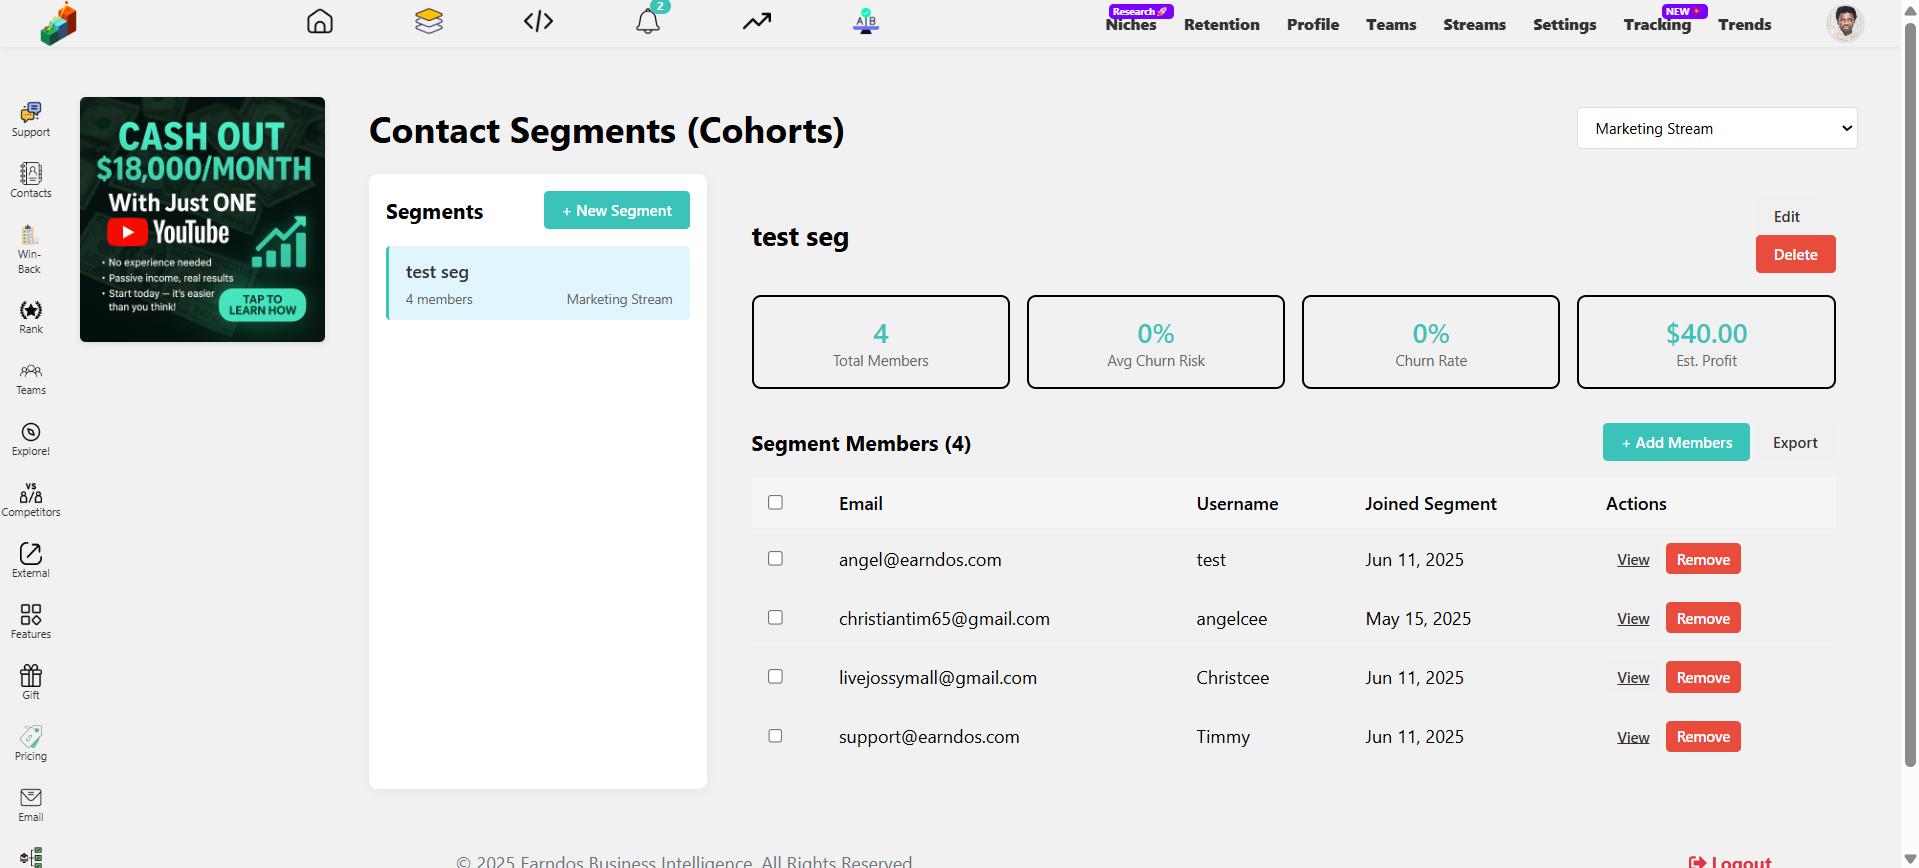 2
A|B
Research
Niches
Retention
Profile
Teams
Streams
Settings
NEW
Tracking
Trends
Support
Contacts
Win-
Back
Rank
Teams
Explore!
VS
Competitors
External
Features
Gift
Pricing
Email
CASH OUT
$18,000/MONTH
With Just ONE
YouTube
• No experience needed
• Passive income, real results
• Start today — it's easier
than you think!
TAP TO
LEARN HOW
Contact Segments (Cohorts)
Marketing Stream
Segments
+ New Segment
test seg
4 members
Marketing Stream
test seg
Edit
Delete
4
Total Members
0%
Avg Churn Risk
0%
Churn Rate
$40.00
Est. Profit
Segment Members (4)
+ Add Members
Export
Email Username Joined Segment Actions
angel@earndos.com test Jun 11, 2025 View Remove
christiantim65@gmail.com angelcee May 15, 2025 View Remove
livejossymall@gmail.com Christcee Jun 11, 2025 View Remove
support@earndos.com Timmy Jun 11, 2025 View Remove
© 2025 Earndos Business Intelligence. All Rights Reserved
Logout